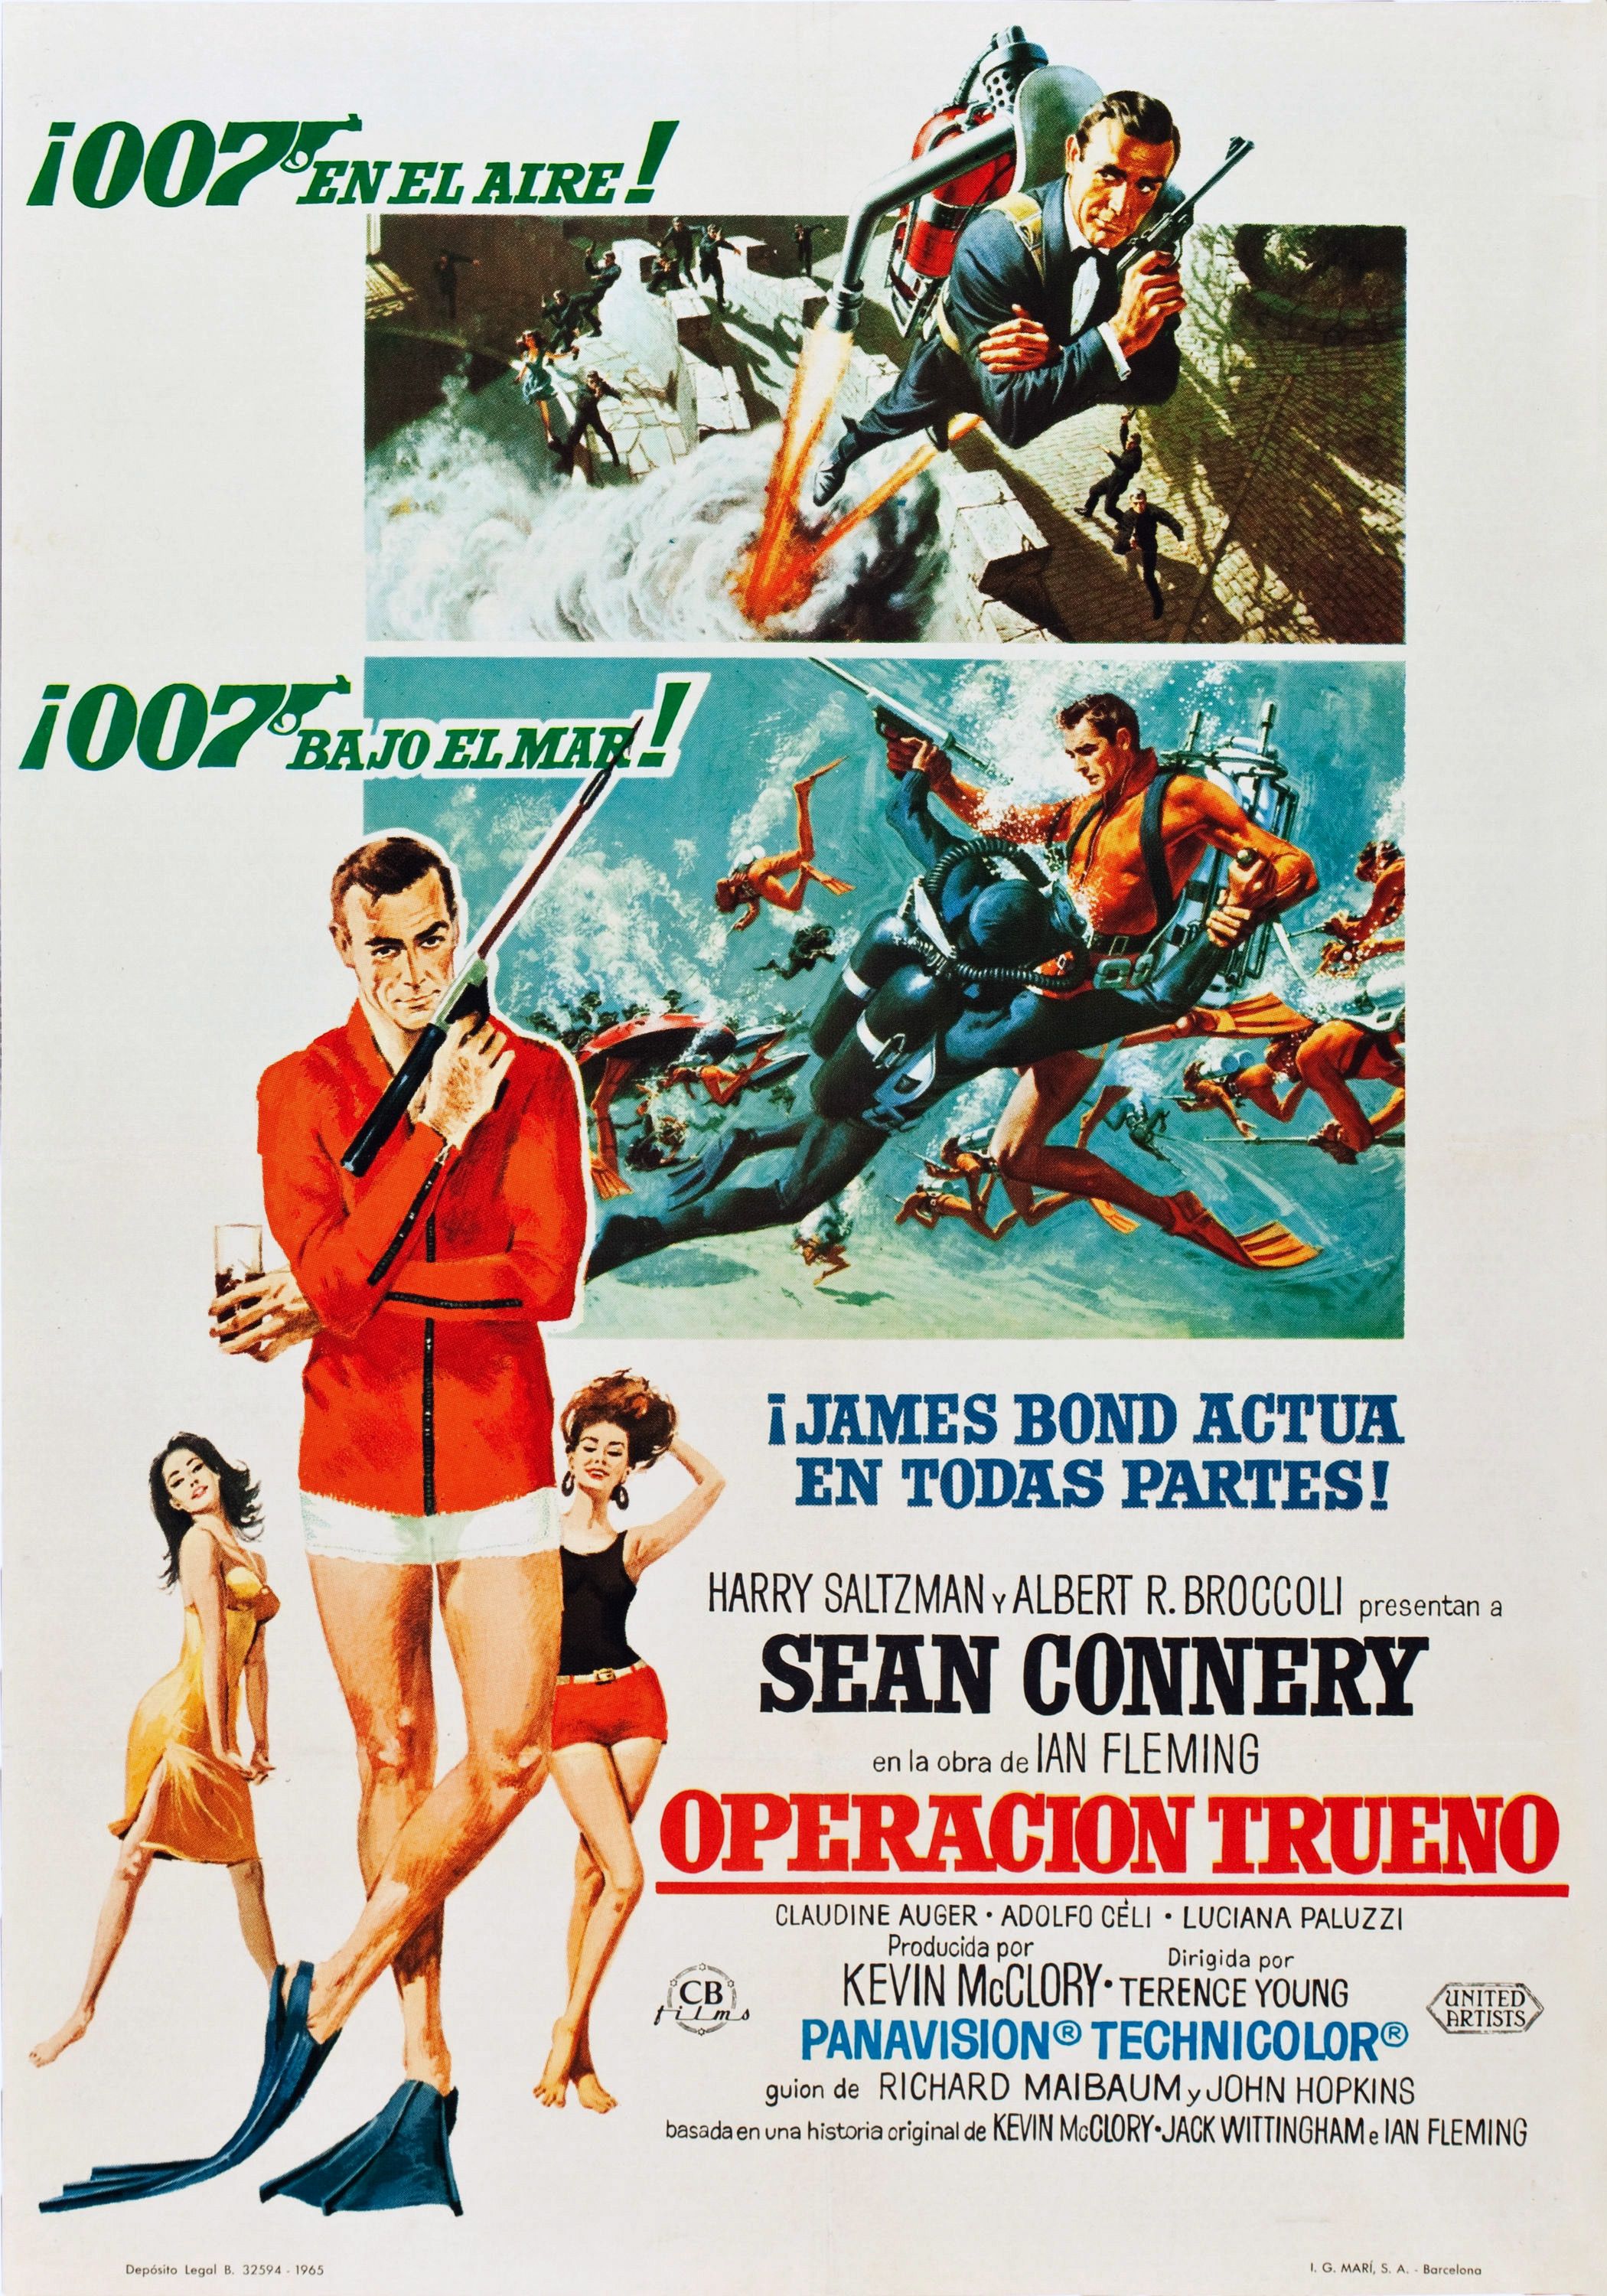 ¡007 EN EL AIRE!
¡007 BAJO EL MAR!
¡JAMES BOND ACTUA
EN TODAS PARTES!
HARRY SALTZMAN Y ALBERT R. BROCCOLI presentan a
SEAN CONNERY
en la obra de IAN FLEMING
OPERACION TRUENO
CLAUDINE AUGER • ADOLFO CÉLI • LUCIANA PALUZZI
Producida por
KEVIN McCLORY •
Dirigida por
TERENCE YOUNG
CB
films
UNITED
ARTISTS
PANAVISION® TECHNICOLOR®
guion de RICHARD MAIBAUM y JOHN HOPKINS
basada en una historia original de KEVIN McCLORY • JACK WITTINGHAM e IAN FLEMING
Depósito Legal B. 32594 - 1965
I. G. MARÍ, S. A. - Barcelona